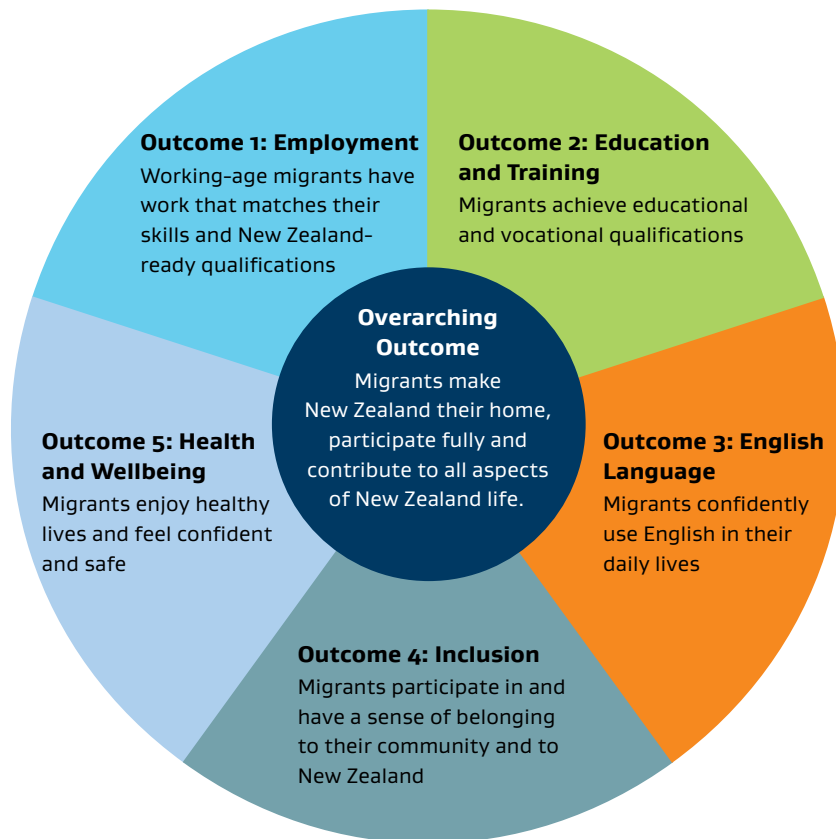 Outcome 1: Employment
Working-age migrants have
work that matches their
skills and New Zealand-
ready qualifications
Outcome 2: Education
and Training
Migrants achieve educational
and vocational qualifications
Overarching
Outcome
Migrants make
New Zealand their home,
participate fully and
contribute to all aspects
of New Zealand life.
Outcome 3: English
Language
Migrants confidently
use English in their
daily lives
Outcome 4: Inclusion
Migrants participate in and
have a sense of belonging
to their community and to
New Zealand
Outcome 5: Health
and Wellbeing
Migrants enjoy healthy
lives and feel confident
and safe